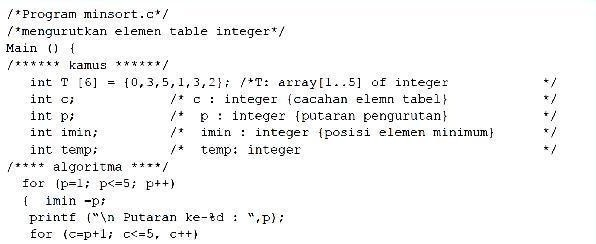 /*Program minsort.c*/
/*mengurutkan elemen table integer*/
Main () {
/****** kamus ******/
int T [6] = {0,3,5,1,3,2}; /*T: array[1..5] of integer */
int c; /* c : integer {cacahan elemn tabel} */
int p; /* p : integer {putaran pengurutan} */
int imin; /* imin : integer {posisi elemen minimum} */
int temp; /* temp: integer */
/**** algoritma ****/
for (p=1; p<=5; p++)
{ imin =p;
printf ("\n Putaran ke-%d : ",p);
for (c=p+1; c<=5, c++)